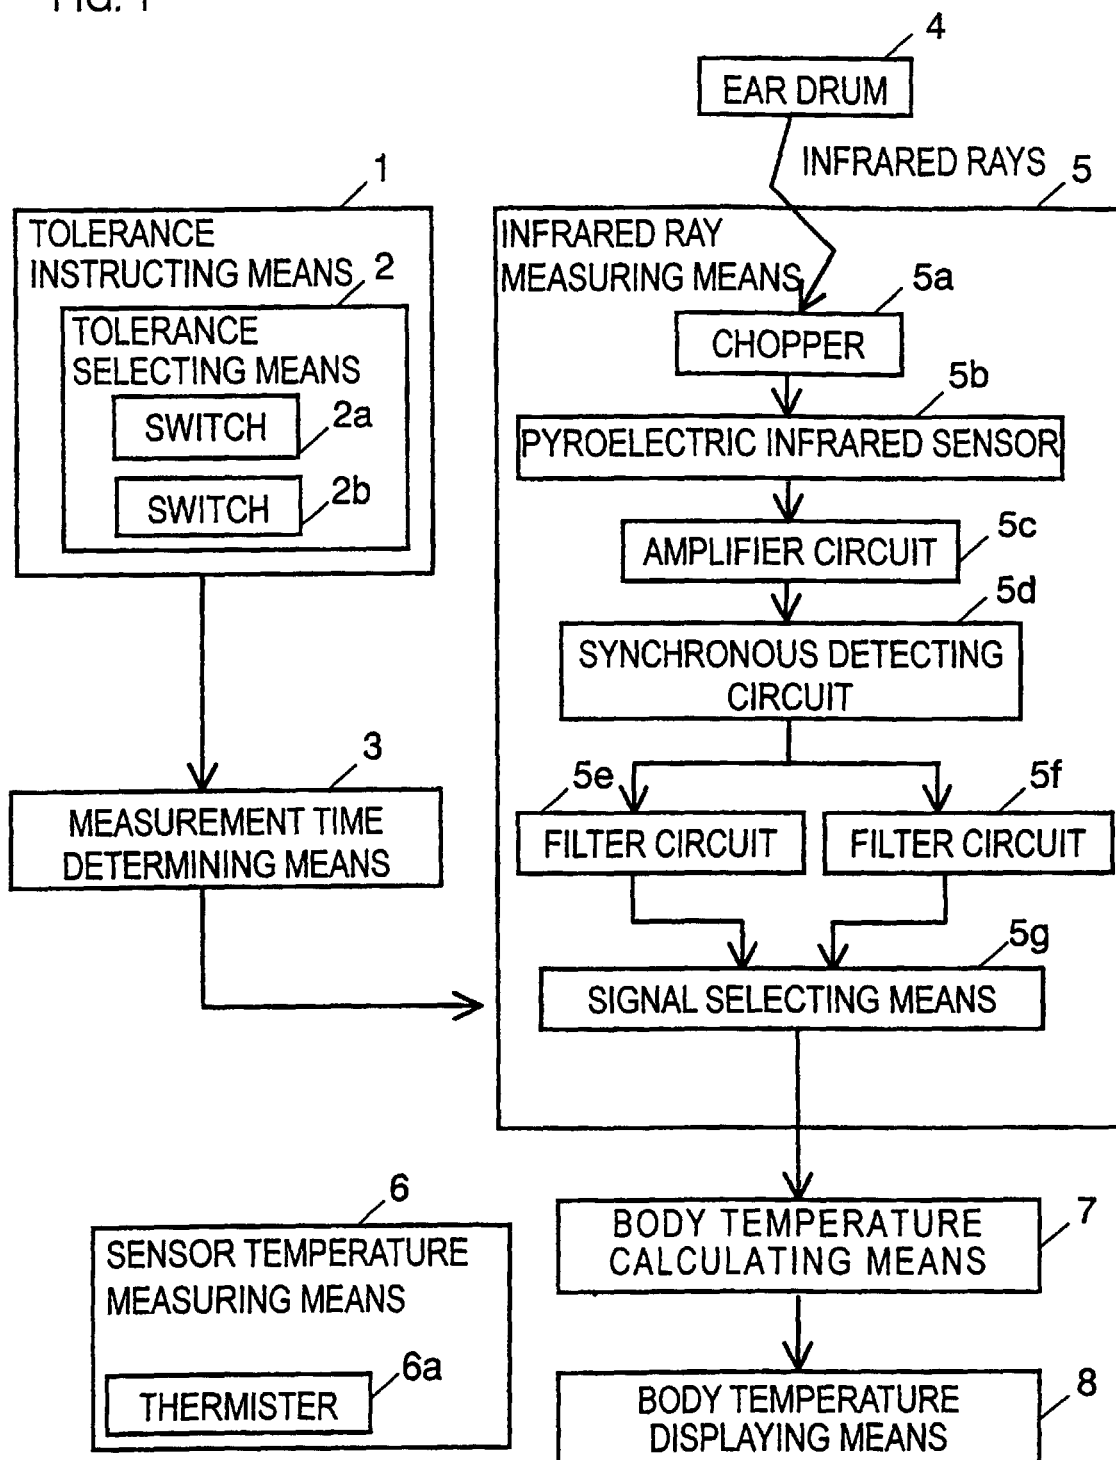 FIG. 1
4
EAR DRUM
INFRARED RAYS
1
5
TOLERANCE
INSTRUCTING MEANS
2
TOLERANCE
SELECTING MEANS
SWITCH
2a
SWITCH
2b
INFRARED RAY
MEASURING MEANS
5a
CHOPPER
5b
PYROELECTRIC INFRARED SENSOR
5c
AMPLIFIER CIRCUIT
5d
SYNCHRONOUS DETECTING
CIRCUIT
3
MEASUREMENT TIME
DETERMINING MEANS
5e
FILTER CIRCUIT
5f
FILTER CIRCUIT
5g
SIGNAL SELECTING MEANS
6
SENSOR TEMPERATURE
MEASURING MEANS
6a
THERMISTER
7
BODY TEMPERATURE
CALCULATING MEANS
8
BODY TEMPERATURE
DISPLAYING MEANS